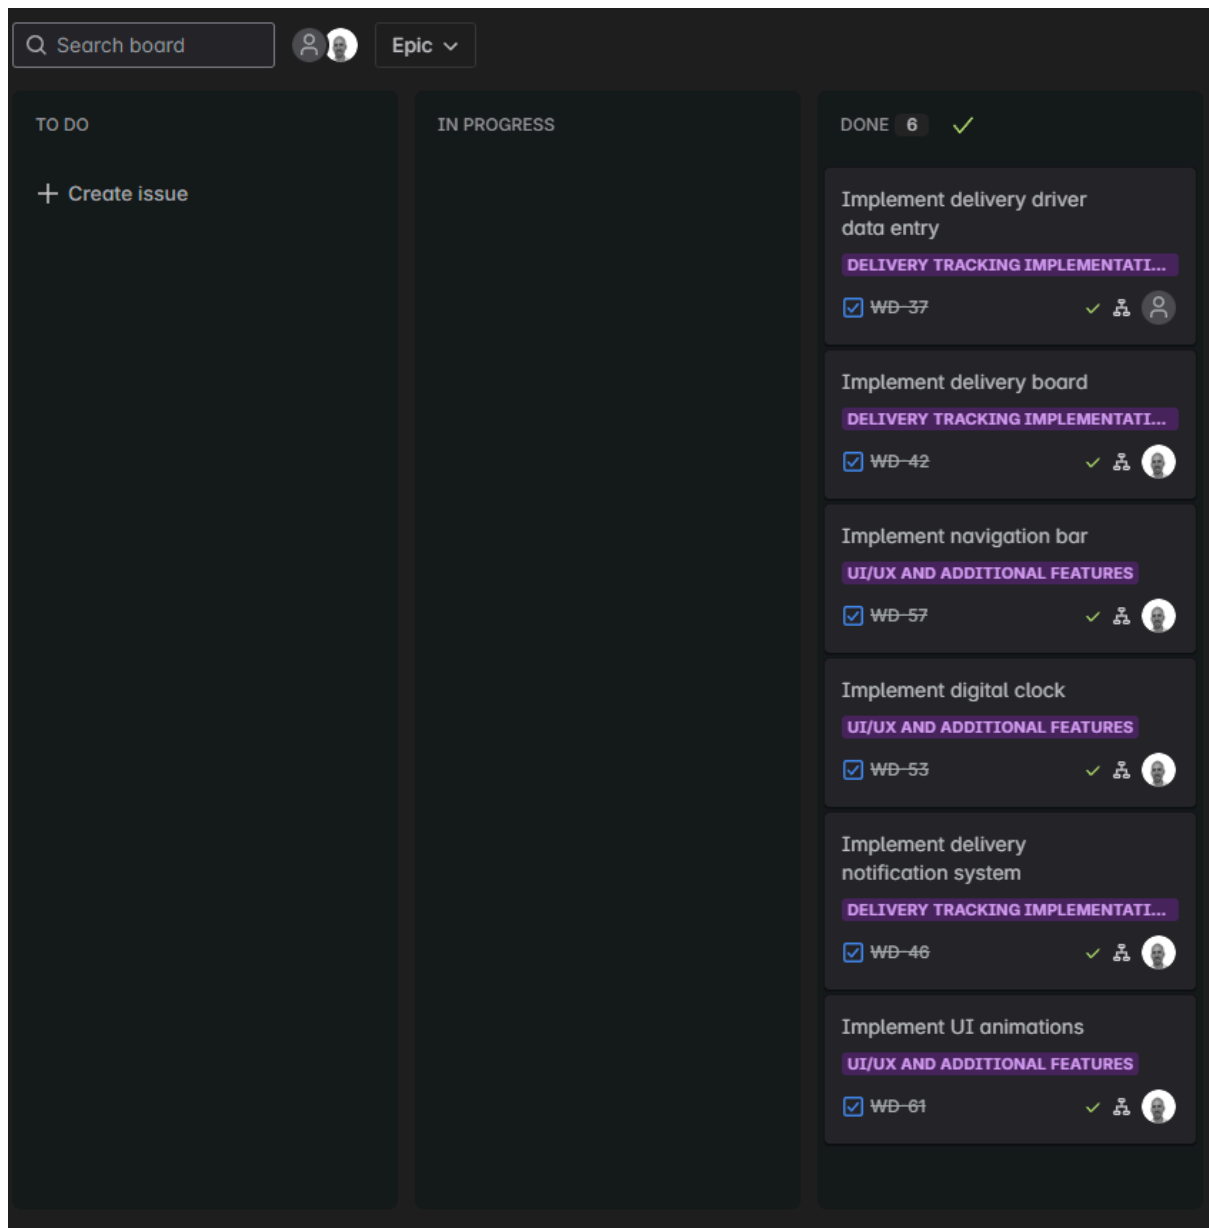 Search board
Epic
TO DO
IN PROGRESS
DONE 6
Create issue
Implement delivery driver
data entry
DELIVERY TRACKING IMPLEMENTATI...
WD-37
Implement delivery board
DELIVERY TRACKING IMPLEMENTATI...
WD-42
Implement navigation bar
UI/UX AND ADDITIONAL FEATURES
WD-57
Implement digital clock
UI/UX AND ADDITIONAL FEATURES
WD-53
Implement delivery
notification system
DELIVERY TRACKING IMPLEMENTATI...
WD-46
Implement UI animations
UI/UX AND ADDITIONAL FEATURES
WD-61